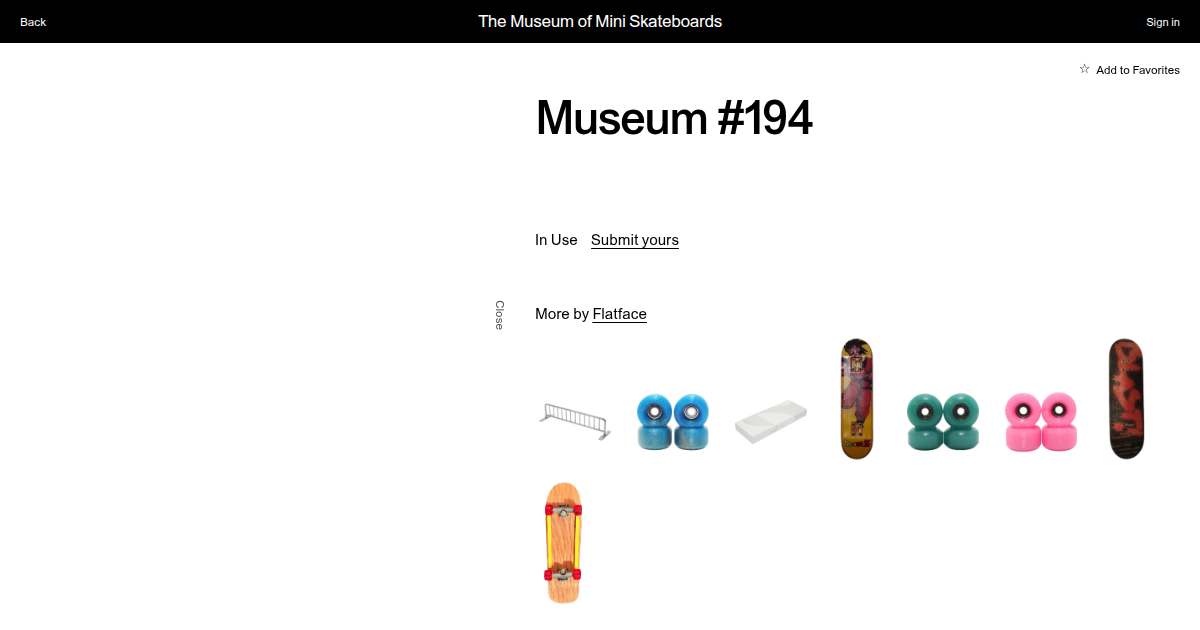 Back
The Museum of Mini Skateboards
Sign in
☆ Add to Favorites
Museum #194
In Use Submit yours
Close
More by Flatface